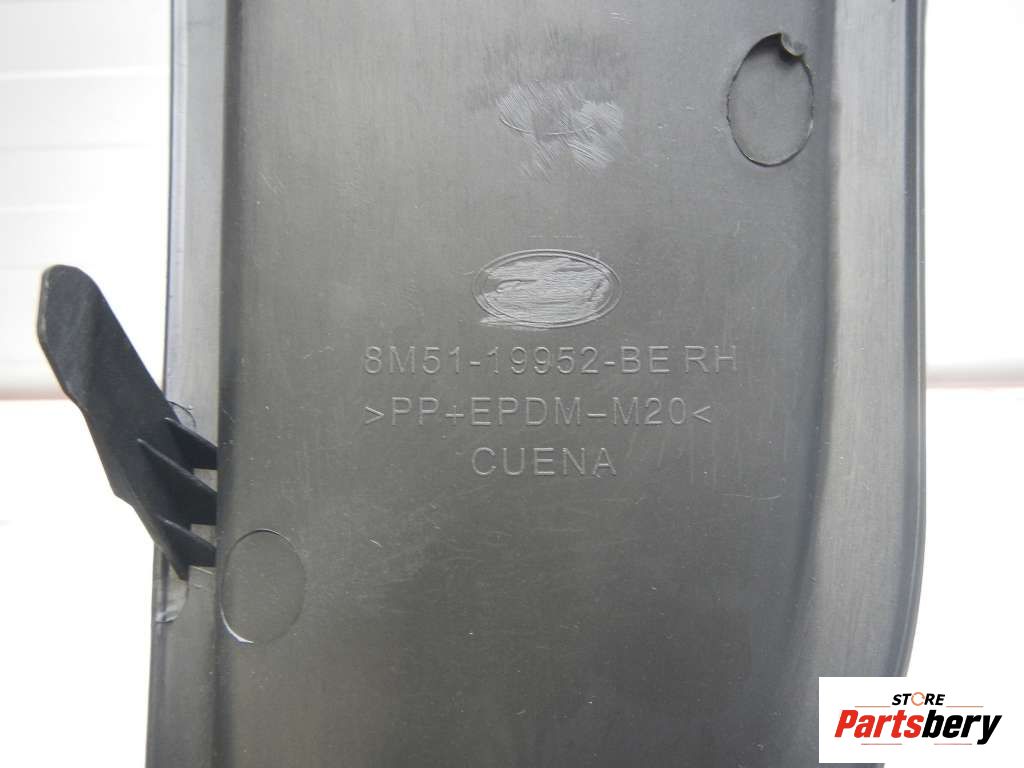 8M51-19952-BE RH
>PP+EPDM-M20<
CUENA
STORE
Partsbery